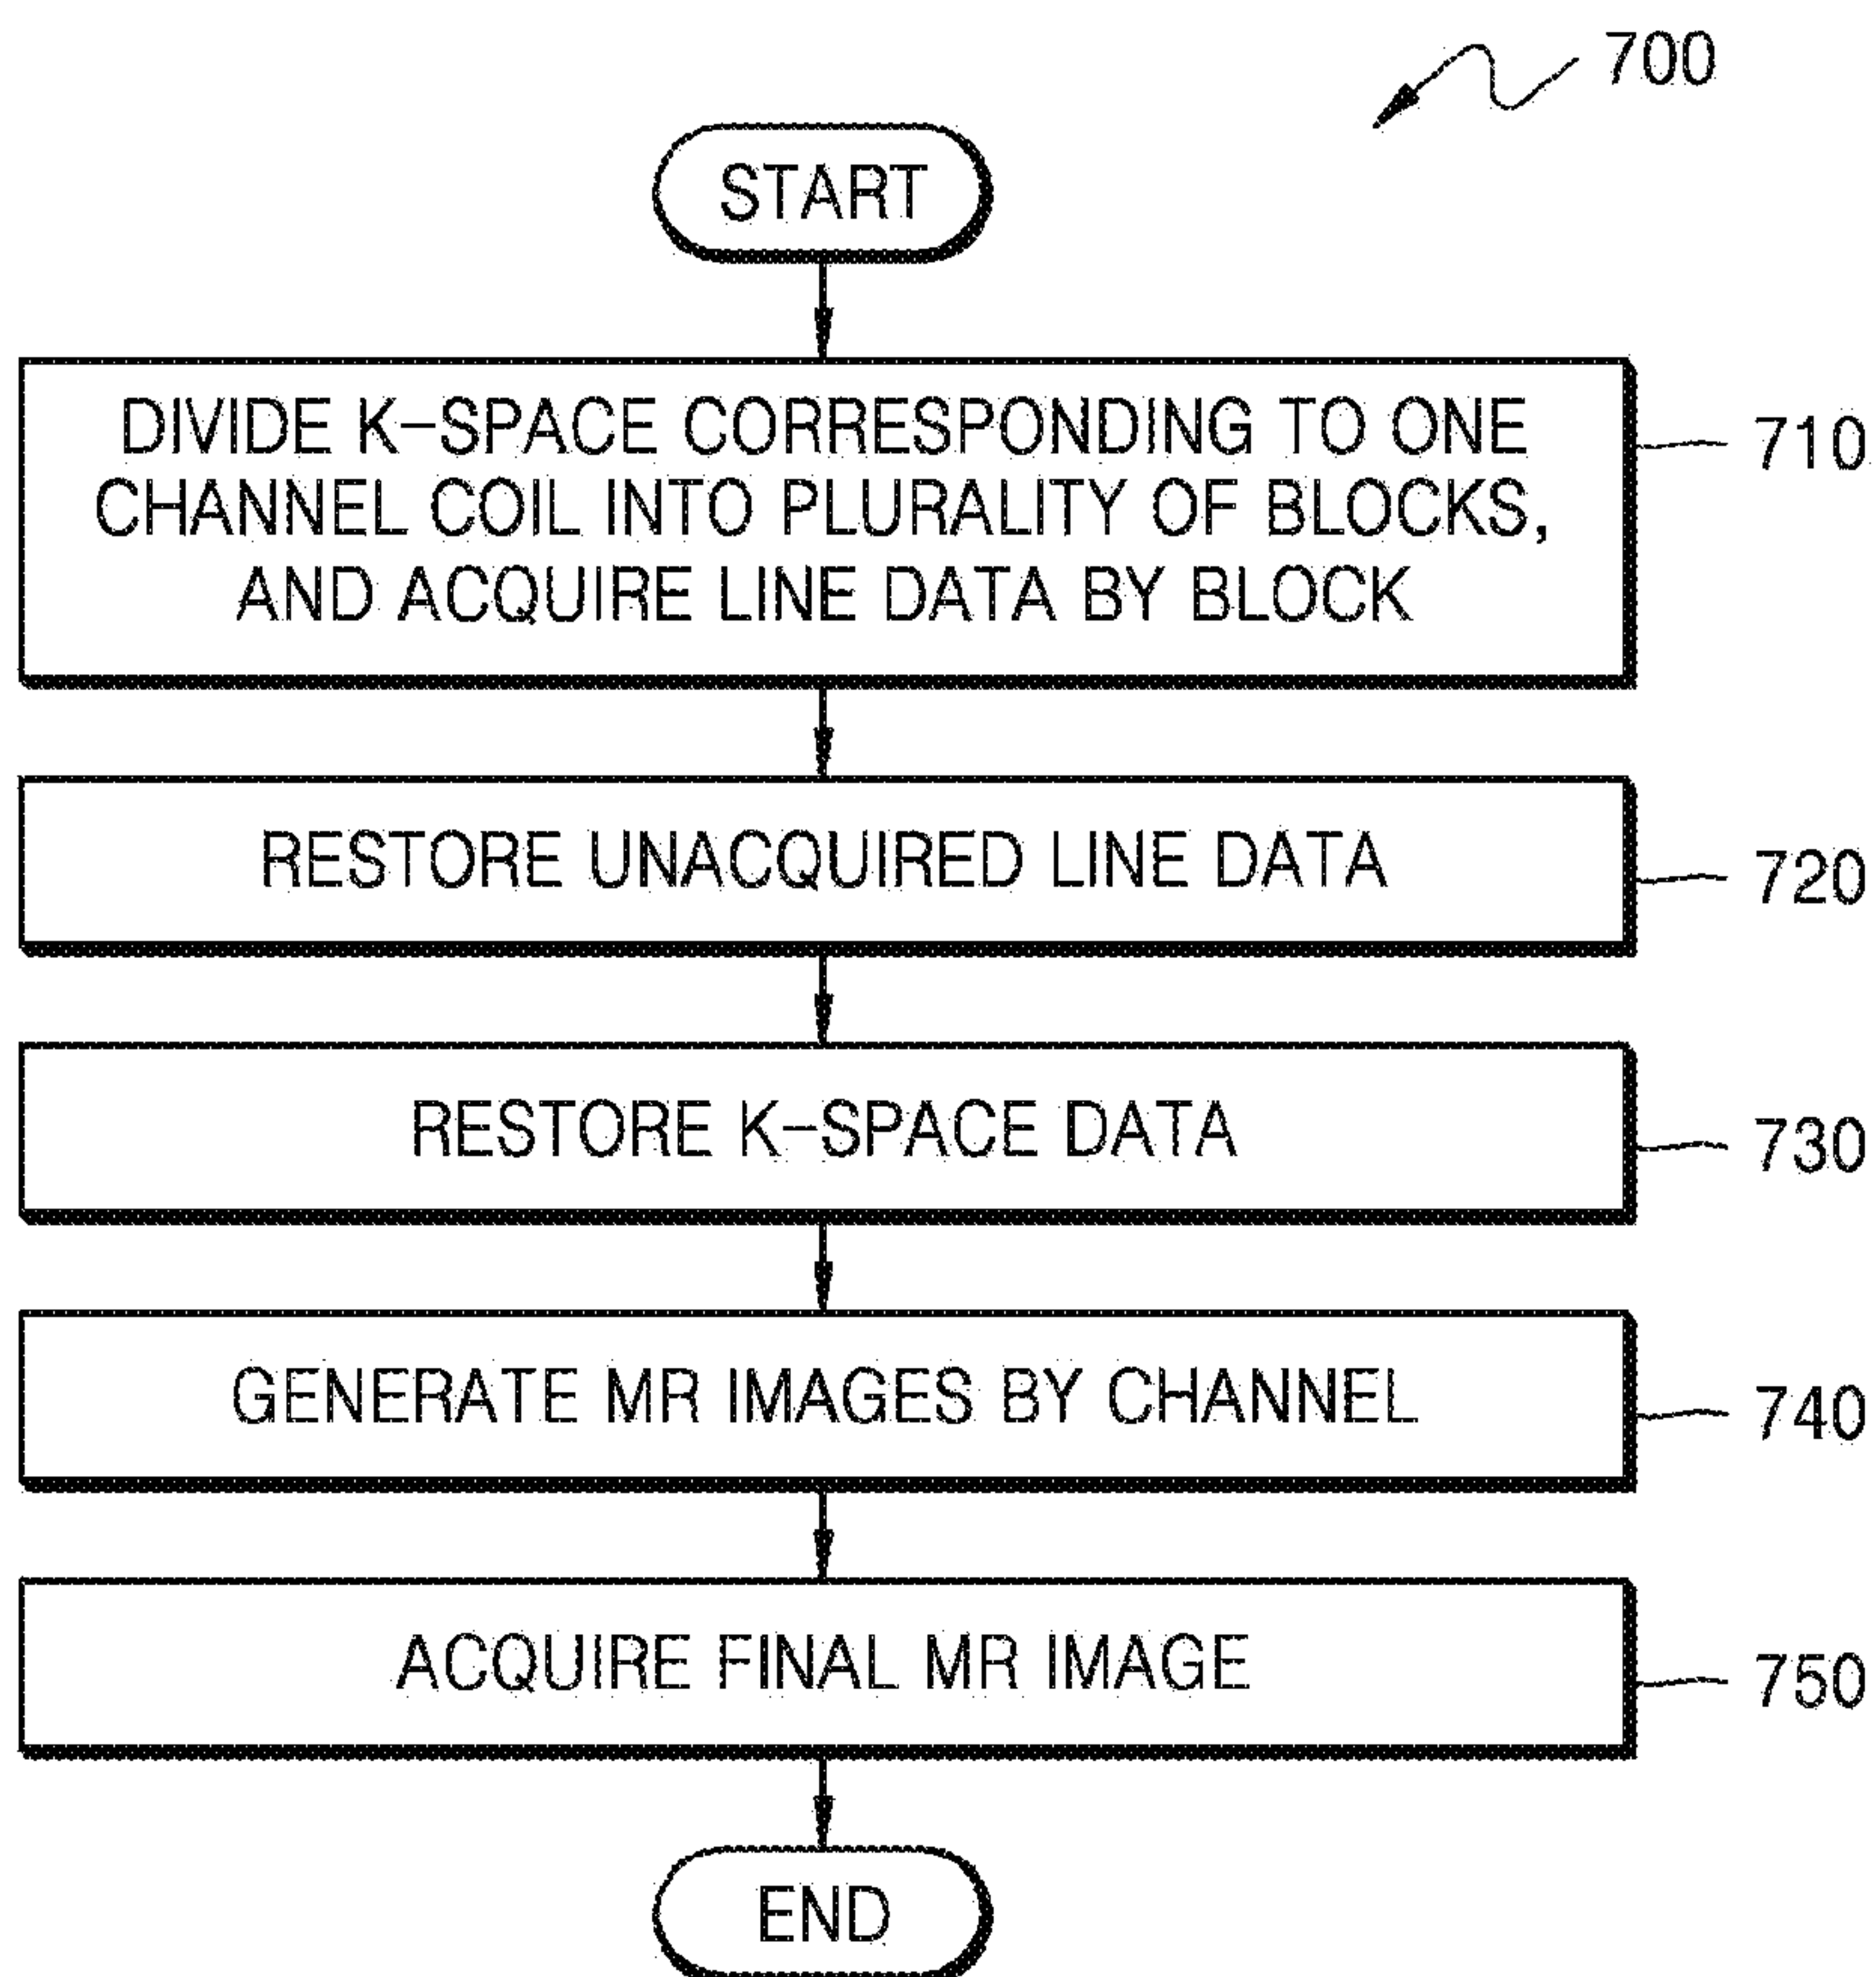 700
START
DIVIDE K-SPACE CORRESPONDING TO ONE
CHANNEL COIL INTO PLURALITY OF BLOCKS,
AND ACQUIRE LINE DATA BY BLOCK
710
RESTORE UNACQUIRED LINE DATA
720
RESTORE K-SPACE DATA
730
GENERATE MR IMAGES BY CHANNEL
740
ACQUIRE FINAL MR IMAGE
750
END